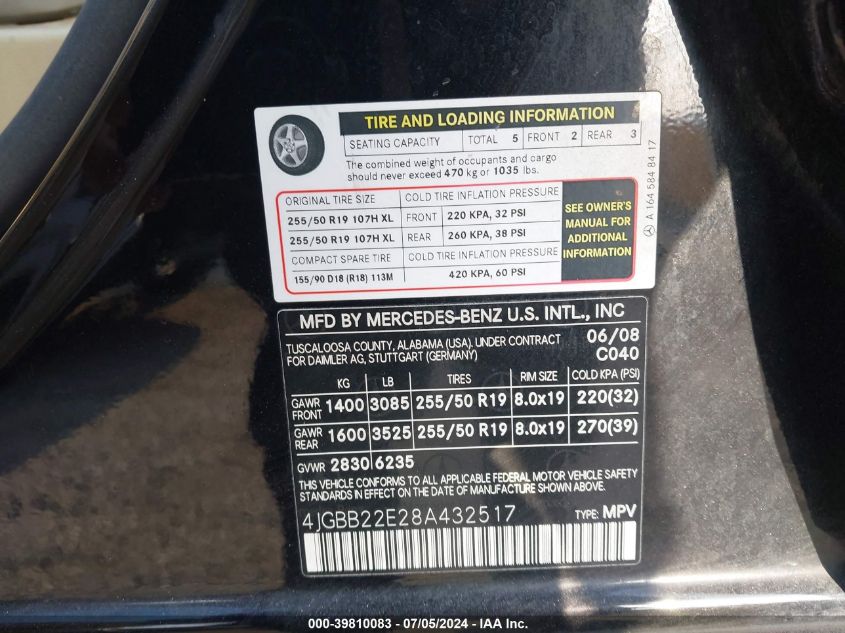 TIRE AND LOADING INFORMATION
SEATING CAPACITY TOTAL 5 FRONT 2 REAR 3
The combined weight of occupants and cargo
should never exceed 470 kg or 1035 lbs.
ORIGINAL TIRE SIZE COLD TIRE INFLATION PRESSURE
255/50 R19 107H XL FRONT 220 KPA, 32 PSI
255/50 R19 107H XL REAR 260 KPA, 38 PSI
COMPACT SPARE TIRE COLD TIRE INFLATION PRESSURE
155/90 D18 (R18) 113M 420 KPA, 60 PSI
SEE OWNER'S
MANUAL FOR
ADDITIONAL
INFORMATION
A 164 584 84 17
MFD BY MERCEDES-BENZ U.S. INTL., INC
TUSCALOOSA COUNTY, ALABAMA (USA). UNDER CONTRACT 06/08
FOR DAIMLER AG, STUTTGART (GERMANY) C040
KG LB TIRES RIM SIZE COLD KPA (PSI)
GAWR FRONT 1400 3085 255/50 R19 8.0x19 220(32)
GAWR REAR 1600 3525 255/50 R19 8.0x19 270(39)
GVWR 2830 6235
THIS VEHICLE CONFORMS TO ALL APPLICABLE FEDERAL MOTOR VEHICLE SAFETY
STANDARDS IN EFFECT ON THE DATE OF MANUFACTURE SHOWN ABOVE.
4JGBB22E28A432517 TYPE: MPV
000-39810083 - 07/05/2024 - IAA Inc.